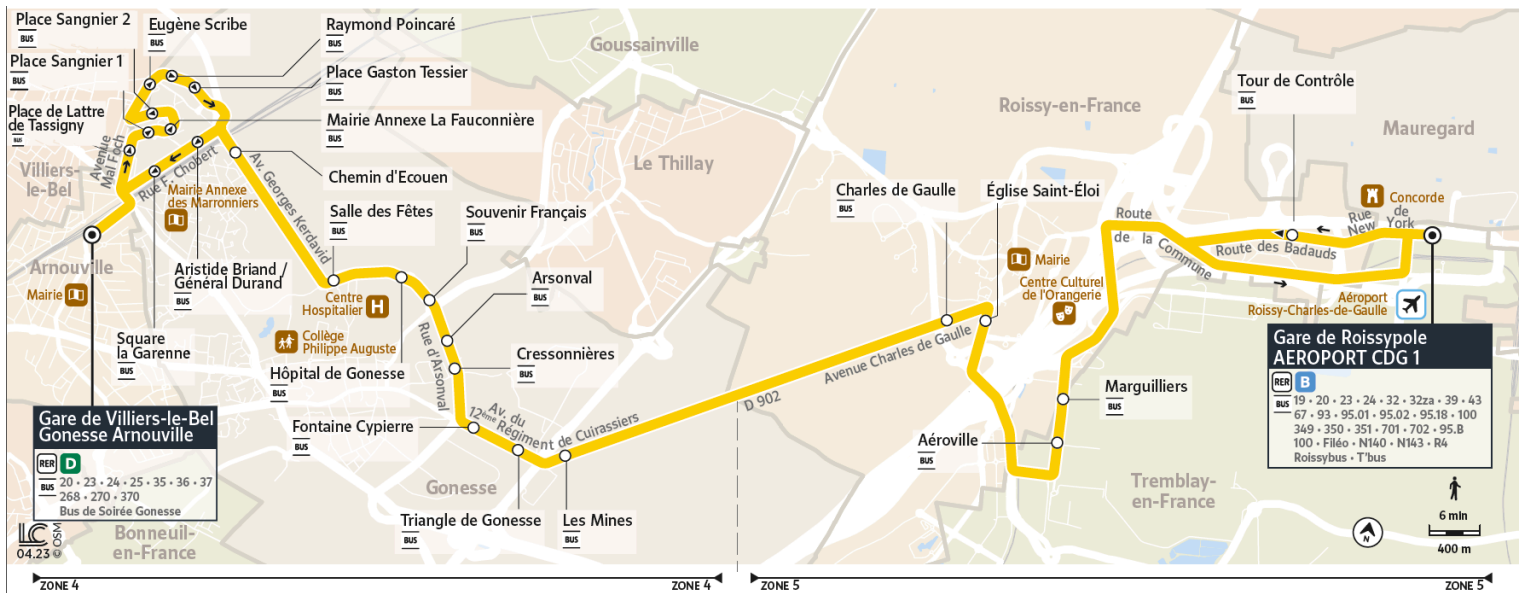 Place Sangnier 2
BUS
Eugène Scribe
BUS
Raymond Poincaré
BUS
Place Sangnier 1
BUS
Place Gaston Tessier
BUS
Place de Lattre
de Tassigny
BUS
Mairie Annexe La Fauconnière
BUS
Avenue
Mal Foch
Rue F. Chobert
Villiers-
le-Bel
Mairie Annexe
des Marronniers
Chemin d'Ecouen
Av. Georges Kerdavid
Goussainville
Le Thillay
Roissy-en-France
Mauregard
Tour de Contrôle
BUS
Arnouville
Mairie
Aristide Briand /
Général Durand
BUS
Square
la Garenne
BUS
Salle des Fêtes
BUS
Souvenir Français
BUS
Arsonval
BUS
Centre
Hospitalier
H
Collège
Philippe Auguste
Hôpital de Gonesse
BUS
Rue d'Arsonval
Cressonnières
BUS
Fontaine Cypierre
BUS
Av. du
12ème Régiment de Cuirassiers
Gonesse
Triangle de Gonesse
BUS
Les Mines
BUS
D 902
Avenue Charles de Gaulle
Charles de Gaulle
BUS
Église Saint-Éloi
Mairie
Centre Culturel
de l'Orangerie
Route
de la Commune
Route des Badauds
Rue
New
de
York
Concorde
Aéroport
Roissy-Charles-de-Gaulle
Marguilliers
BUS
Aéroville
BUS
Tremblay-
en-France
Gare de Villiers-le-Bel
Gonesse Arnouville
RER D
BUS
20 • 23 • 24 • 25 • 35 • 36 • 37
268 • 270 • 370
Bus de Soirée Gonesse
Bonneuil-
en-France
Gare de Roissypole
AEROPORT CDG 1
RER B
BUS
19 • 20 • 23 • 24 • 32 • 32za • 39 • 43
67 • 93 • 95.01 • 95.02 • 95.18 • 100
349 • 350 • 351 • 701 • 702 • 95.B
100 • Filéo • N140 • N143 • R4
Roissybus • T'bus
LC
04.23 © OSM
N
6 min
400 m
ZONE 4
ZONE 4
ZONE 5
ZONE 5